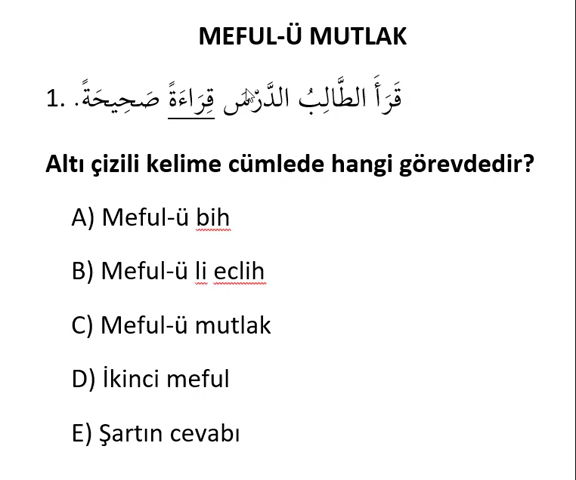 MEFUL-Ü MUTLAK
1. قَرَأَ الطَّالِبُ الدَّرْسَ قِرَاءَةً صَحِيحَةً.
Altı çizili kelime cümlede hangi görevdedir?
A) Meful-ü bih
B) Meful-ü li eclih
C) Meful-ü mutlak
D) İkinci meful
E) Şartın cevabı